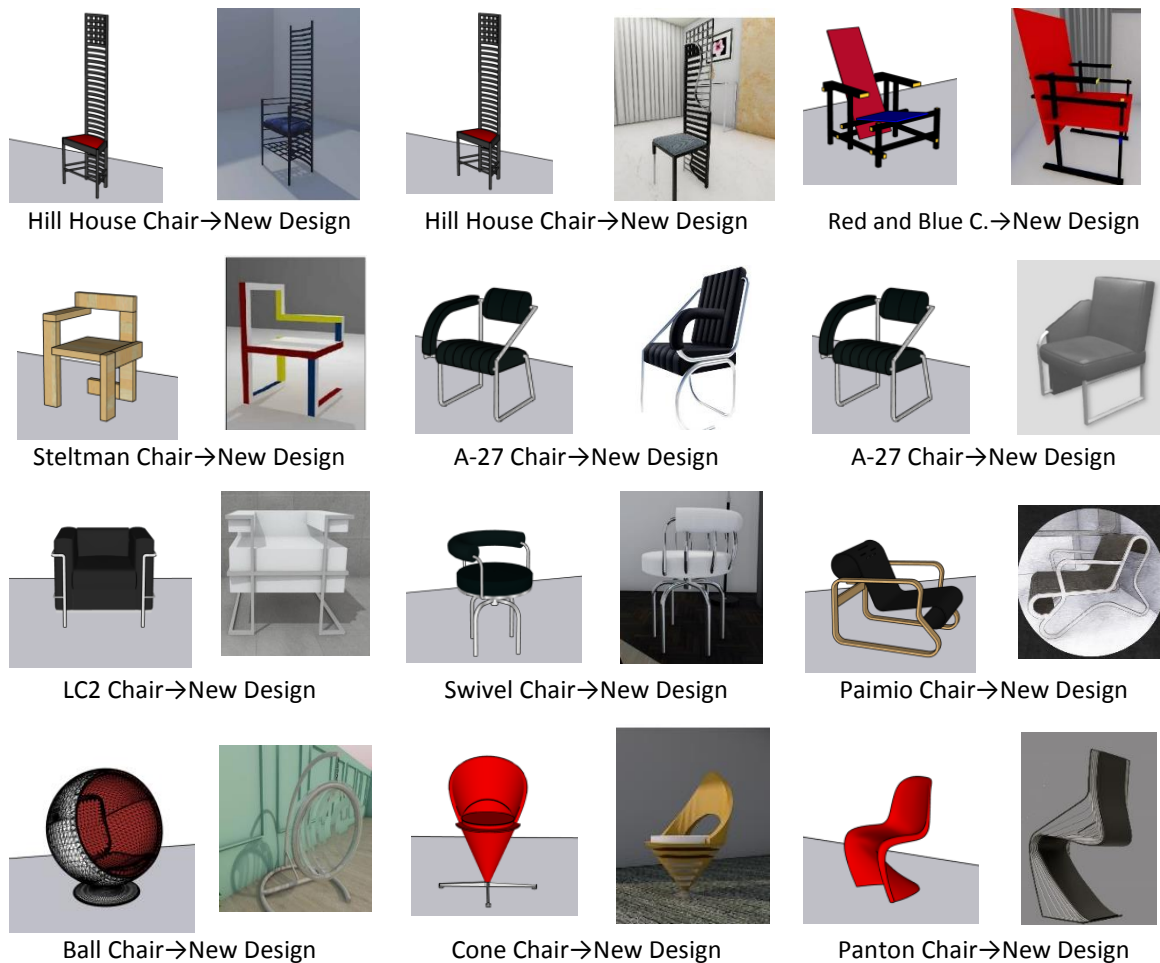 Hill House Chair→New Design
Hill House Chair→New Design
Red and Blue C.→New Design
Steltman Chair→New Design
A-27 Chair→New Design
A-27 Chair→New Design
LC2 Chair→New Design
Swivel Chair→New Design
Paimio Chair→New Design
Ball Chair→New Design
Cone Chair→New Design
Panton Chair→New Design